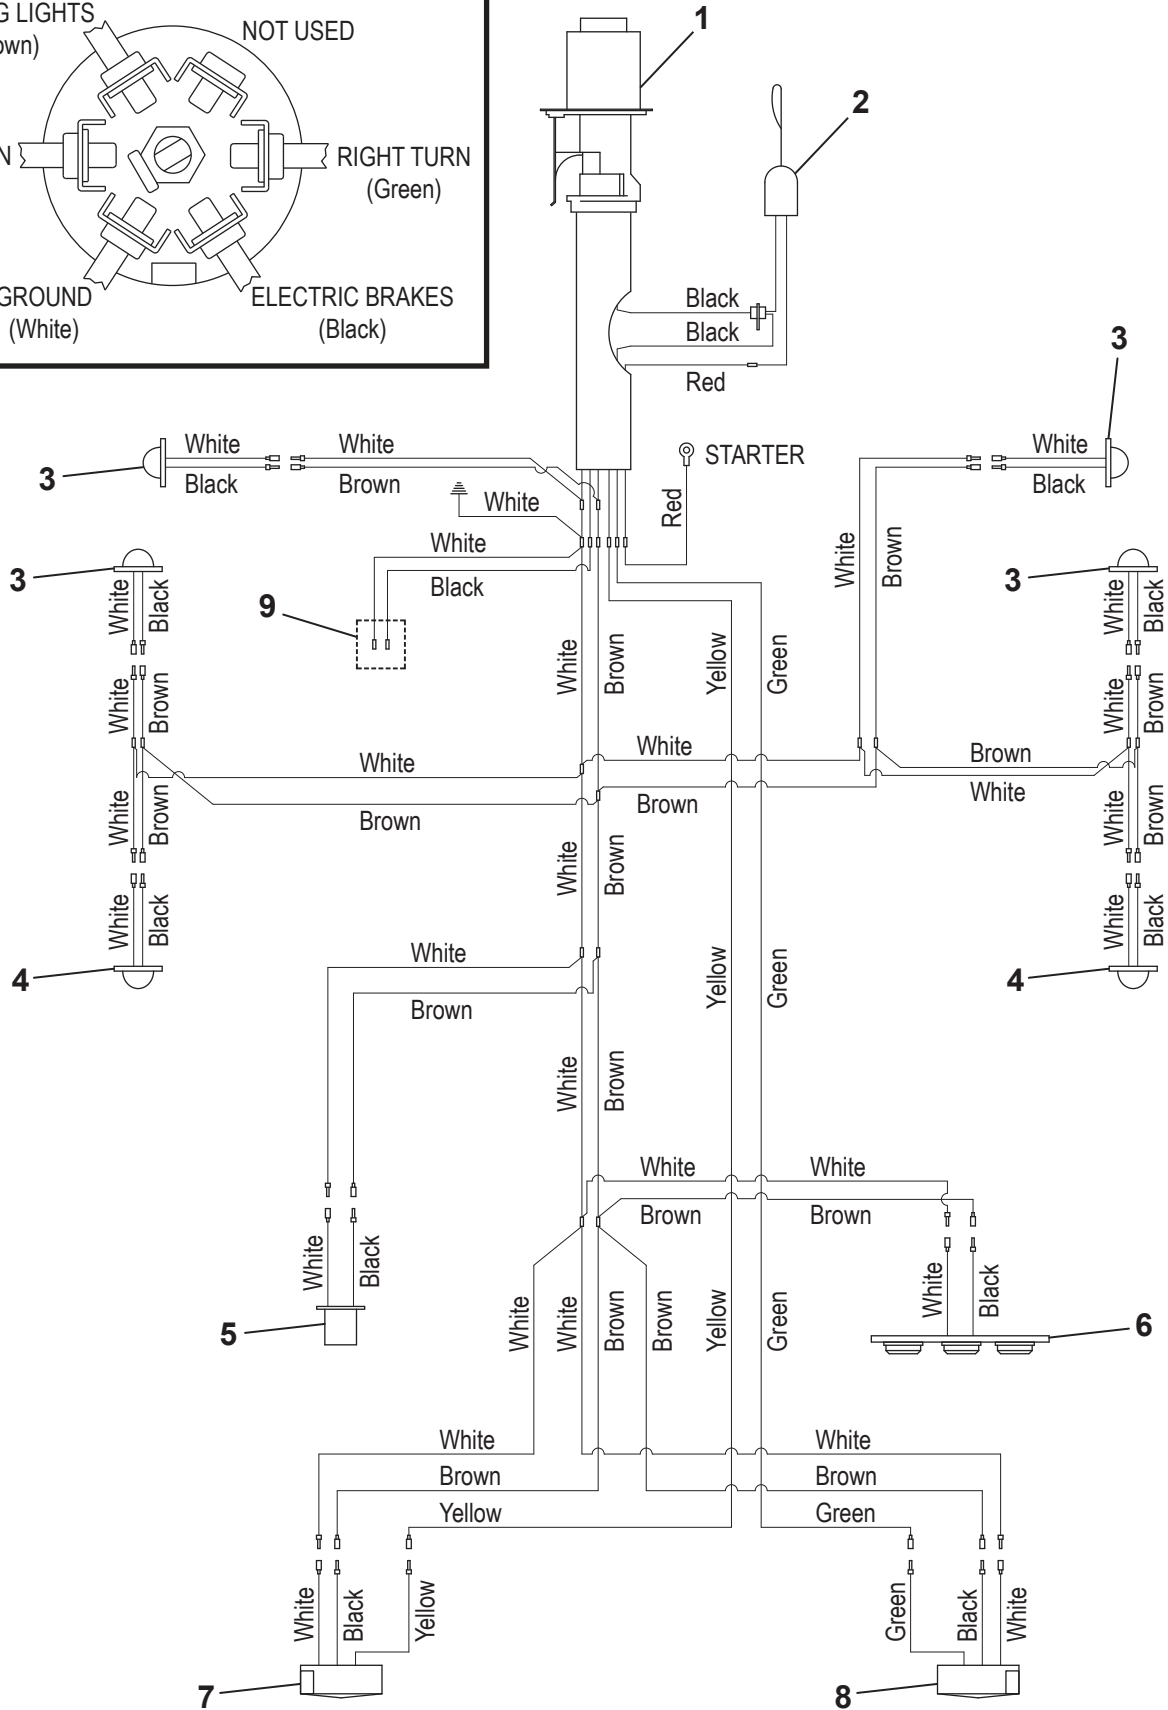 G LIGHTS
own)
NOT USED
N
RIGHT TURN
(Green)
GROUND
(White)
ELECTRIC BRAKES
(Black)
1
2
Black
Black
Red
3
White
Black
White
Brown
3
STARTER
White
Black
3
White
Red
White
Black
White
Brown
3
White
Black
9
3
White
Black
White
Brown
White
Brown
Yellow
Green
White
Brown
White
White
Brown
White
Brown
Brown
White
Brown
White
Brown
White
Brown
White
Black
4
White
Brown
White
Black
4
White
Brown
Yellow
Green
White
Brown
White
White
Brown
Brown
White
Black
5
White
White
Brown
Brown
Yellow
Green
White
Black
6
White
Brown
Yellow
White
Brown
Green
White
Black
Yellow
7
Green
Black
White
8